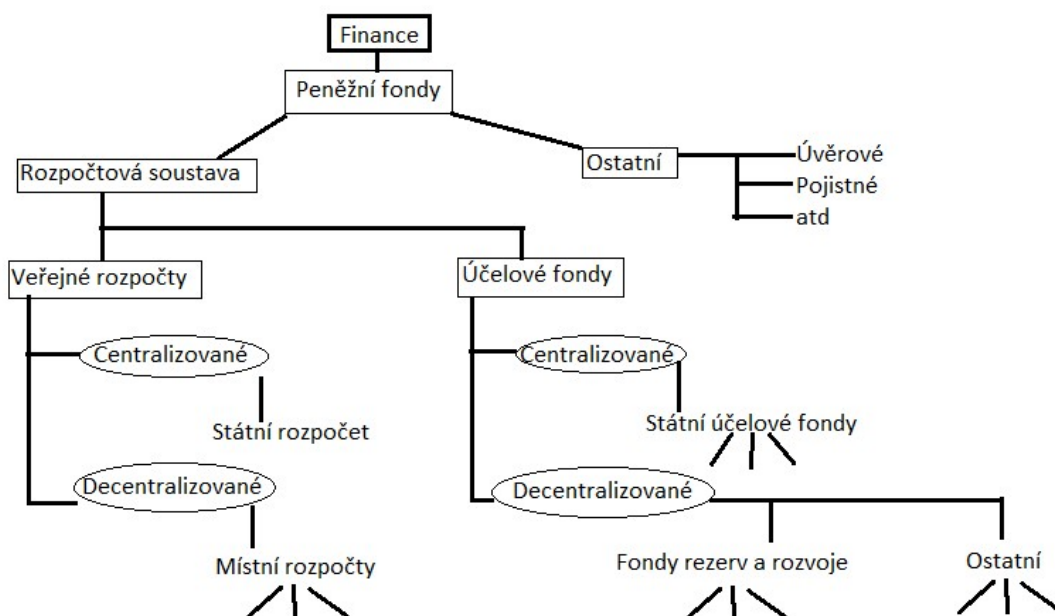 Finance
Peněžní fondy
Rozpočtová soustava
Ostatní
Úvěrové
Pojistné
atd
Veřejné rozpočty
Účelové fondy
Centralizované
Centralizované
Státní rozpočet
Státní účelové fondy
Decentralizované
Decentralizované
Místní rozpočty
Fondy rezerv a rozvoje
Ostatní